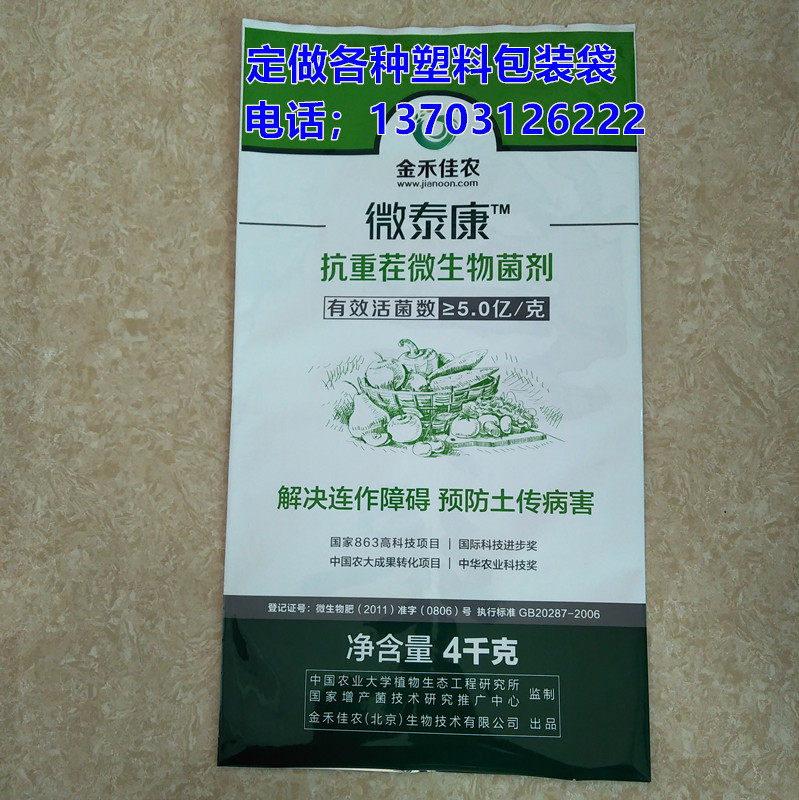 定做各种塑料包装袋
电话；13703126222
金禾佳农
www.jianoon.com
微泰康™
抗重茬微生物菌剂
有效活菌数≥5.0亿/克
解决连作障碍 预防土传病害
国家863高科技项目 | 国际科技进步奖
中国农大成果转化项目 | 中华农业科技奖
登记证号：微生物肥（2011）准字（0806）号 执行标准 GB20287-2006
净含量 4千克
中国农业大学植物生态工程研究所
国家增产菌技术研究推广中心 监制
金禾佳农(北京)生物技术有限公司 出品